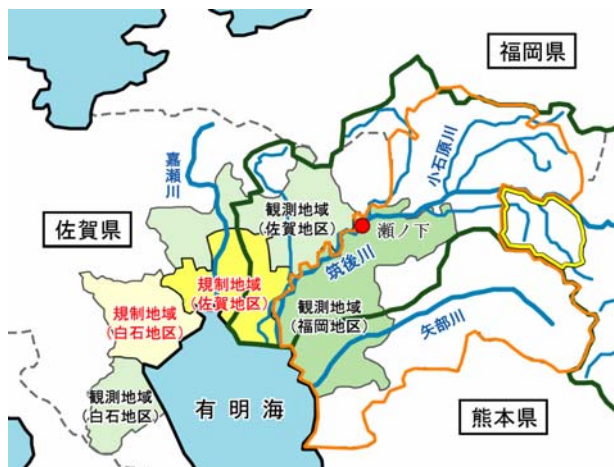 福岡県
嘉瀬川
小石原川
観測地域
(佐賀地区)
瀬ノ下
佐賀県
筑後川
規制地域
(佐賀地区)
規制地域
(白石地区)
観測地域
(福岡地区)
矢部川
観測地域
(白石地区)
有明海
熊本県